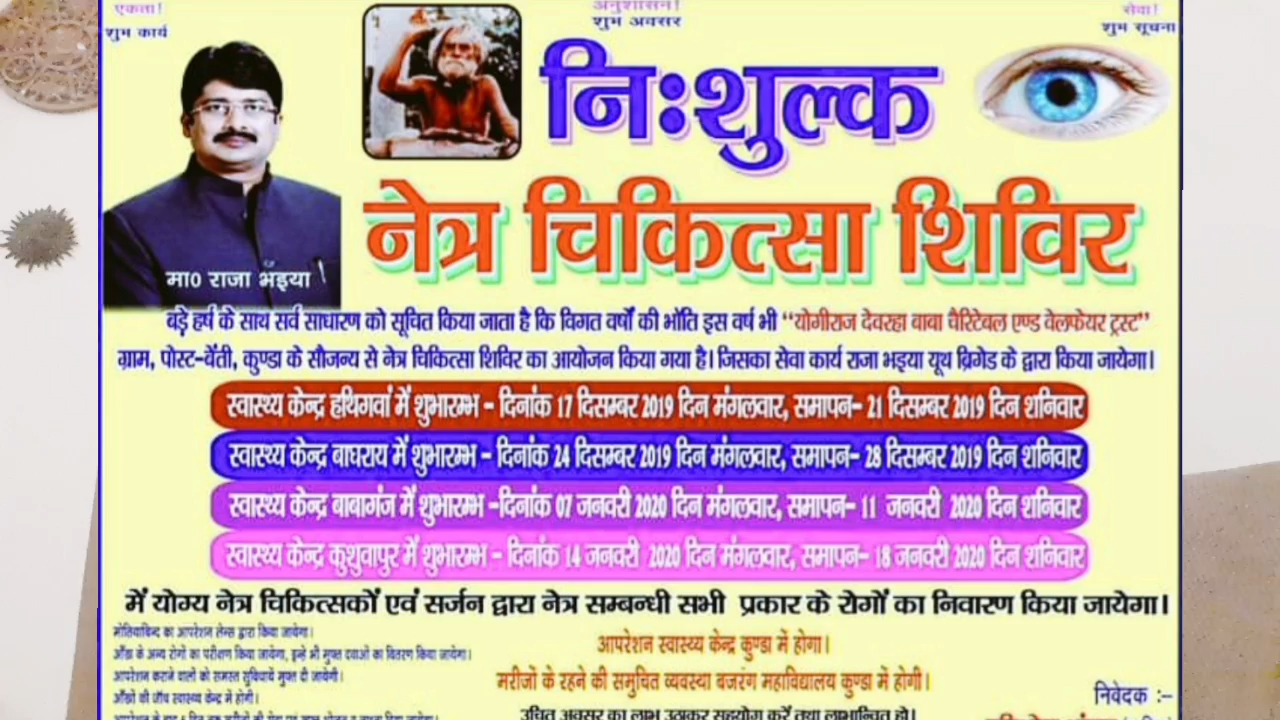 एकता!
शुभ कार्य
अनुशासन!
शुभ अवसर
सेवा!
शुभ सूचना
निःशुल्क
नेत्र चिकित्सा शिविर
मा0 राजा भइया
बड़े हर्ष के साथ सर्व साधारण को सूचित किया जाता है कि विगत वर्षों की भाँति इस वर्ष भी “योगीराज देवरहा बाबा चैरिटेबल एण्ड वेलफेयर ट्रस्ट”
ग्राम, पोस्ट-बेंती, कुण्डा के सौजन्य से नेत्र चिकित्सा शिविर का आयोजन किया गया है। जिसका सेवा कार्य राजा भइया यूथ ब्रिगेड के द्वारा किया जायेगा।
स्वास्थ्य केन्द्र हथिगवां में शुभारम्भ - दिनांक 17 दिसम्बर 2019 दिन मंगलवार, समापन- 21 दिसम्बर 2019 दिन शनिवार
स्वास्थ्य केन्द्र बाघराय में शुभारम्भ - दिनांक 24 दिसम्बर 2019 दिन मंगलवार, समापन- 28 दिसम्बर 2019 दिन शनिवार
स्वास्थ्य केन्द्र बाबागंज में शुभारम्भ -दिनांक 07 जनवरी 2020 दिन मंगलवार, समापन- 11 जनवरी 2020 दिन शनिवार
स्वास्थ्य केन्द्र कुशुवापुर में शुभारम्भ - दिनांक 14 जनवरी 2020 दिन मंगलवार, समापन- 18 जनवरी 2020 दिन शनिवार
में योग्य नेत्र चिकित्सकों एवं सर्जन द्वारा नेत्र सम्बन्धी सभी प्रकार के रोगों का निवारण किया जायेगा।
मोतियाबिन्द का आपरेशन लेन्स द्वारा किया जायेगा।
आँख के अन्य रोगों का परीक्षण किया जायेगा, इन्हे भी मुफ्त दवाओं का वितरण किया जायेगा।
आपरेशन कराने वालों को समस्त सुविधायें मुफ्त दी जायेगी।
आँखों की जाँच स्वास्थ्य केन्द्र में होगी।
आपरेशन स्वास्थ्य केन्द्र कुण्डा में होगा।
मरीजों के रहने की समुचित व्यवस्था बजरंग महाविद्यालय कुण्डा में होगी।
उचित अवसर का लाभ उठाकर सहयोग करें तथा लाभान्वित हों।
निवेदक :-